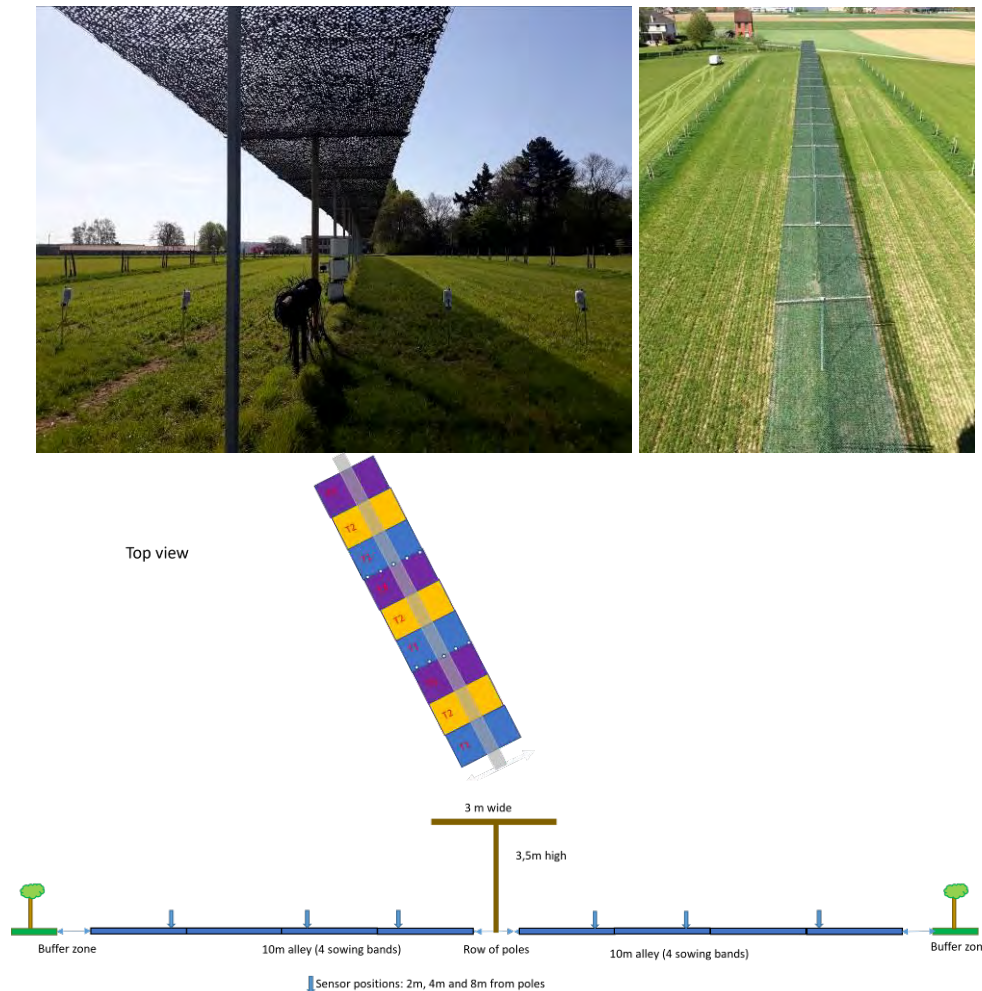 Top view
T2
T1
T2
T1
T2
T1
3 m wide
3,5m high
Buffer zone
10m alley (4 sowing bands)
Row of poles
10m alley (4 sowing bands)
Buffer zon
Sensor positions: 2m, 4m and 8m from poles